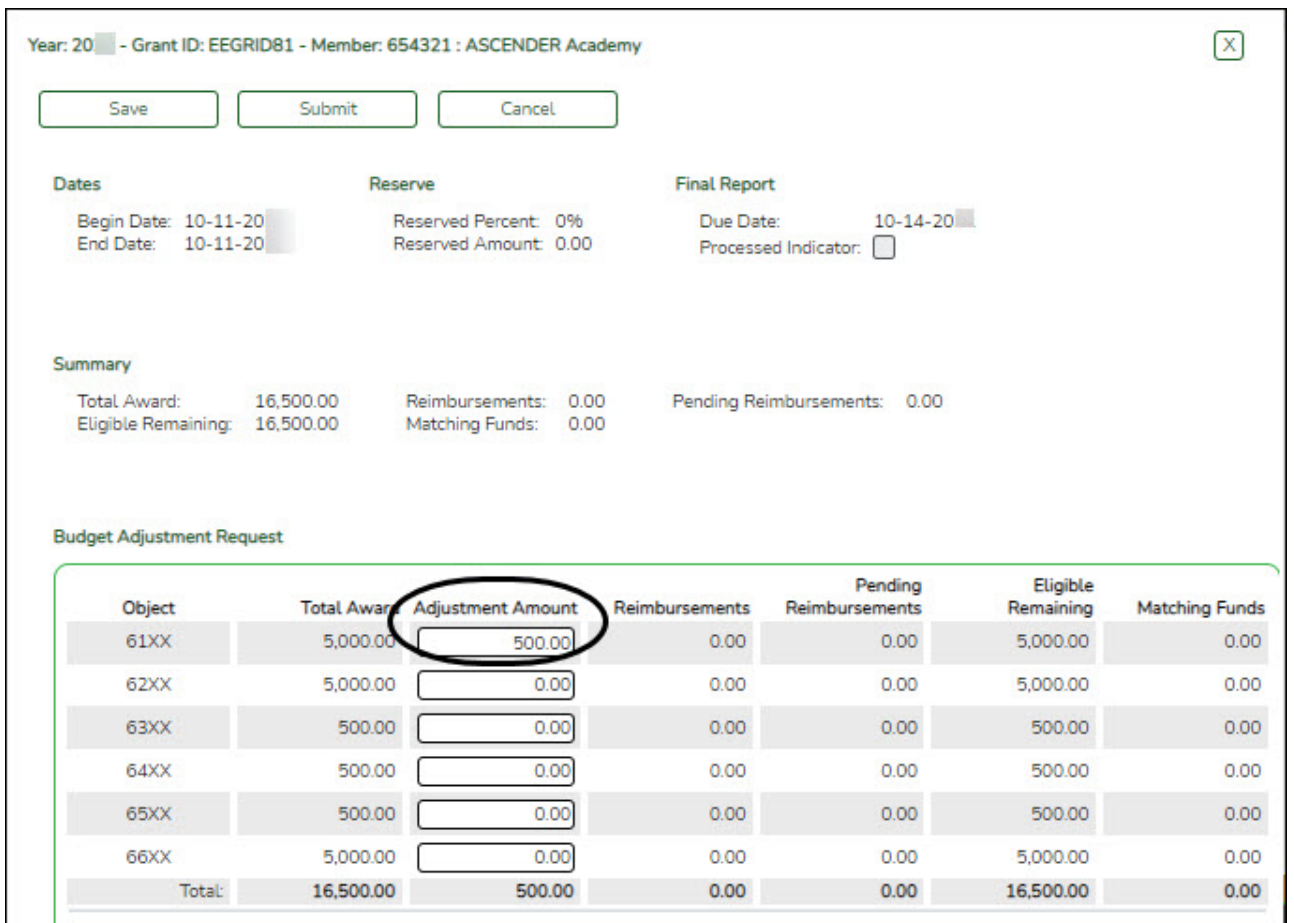 Year: 20 - Grant ID: EEGRID81 - Member: 654321 : ASCENDER Academy X
Save Submit Cancel
Dates Reserve Final Report
Begin Date: 10-11-20 Reserved Percent: 0% Due Date: 10-14-20
End Date: 10-11-20 Reserved Amount: 0.00 Processed Indicator:
Summary
Total Award: 16,500.00 Reimbursements: 0.00 Pending Reimbursements: 0.00
Eligible Remaining: 16,500.00 Matching Funds: 0.00
Budget Adjustment Request
Object Total Award Adjustment Amount Reimbursements Pending Reimbursements Eligible Remaining Matching Funds
61XX 5,000.00 500.00 0.00 0.00 5,000.00 0.00
62XX 5,000.00 0.00 0.00 0.00 5,000.00 0.00
63XX 500.00 0.00 0.00 0.00 500.00 0.00
64XX 500.00 0.00 0.00 0.00 500.00 0.00
65XX 500.00 0.00 0.00 0.00 500.00 0.00
66XX 5,000.00 0.00 0.00 0.00 5,000.00 0.00
Total: 16,500.00 500.00 0.00 0.00 16,500.00 0.00